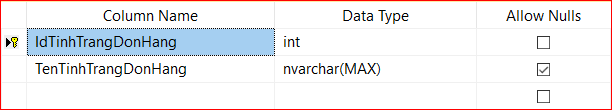 Column Name Data Type Allow Nulls
IdTinhTrangDonHang int
TenTinhTrangDonHang nvarchar(MAX)